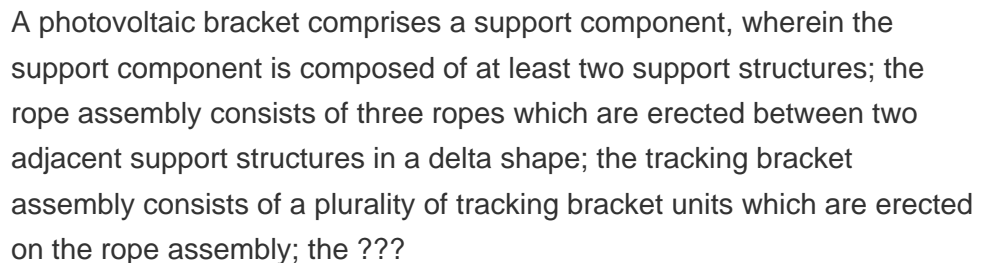 A photovoltaic bracket comprises a support component, wherein the
support component is composed of at least two support structures; the
rope assembly consists of three ropes which are erected between two
adjacent support structures in a delta shape; the tracking bracket
assembly consists of a plurality of tracking bracket units which are erected
on the rope assembly; the ???